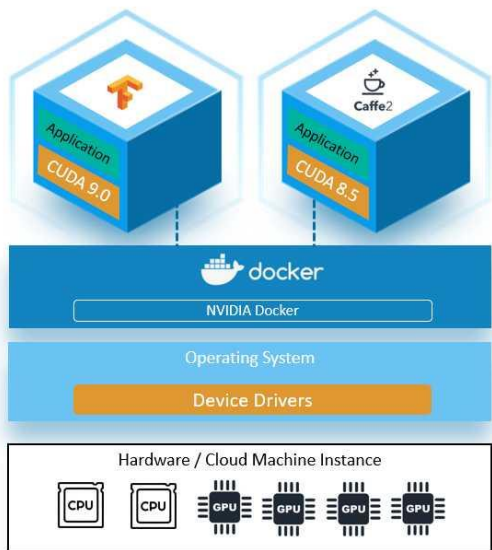 Application
CUDA 9.0
Caffe2
Application
CUDA 8.5
docker
NVIDIA Docker
Operating System
Device Drivers
Hardware / Cloud Machine Instance
CPU
CPU
GPU
GPU
GPU
GPU